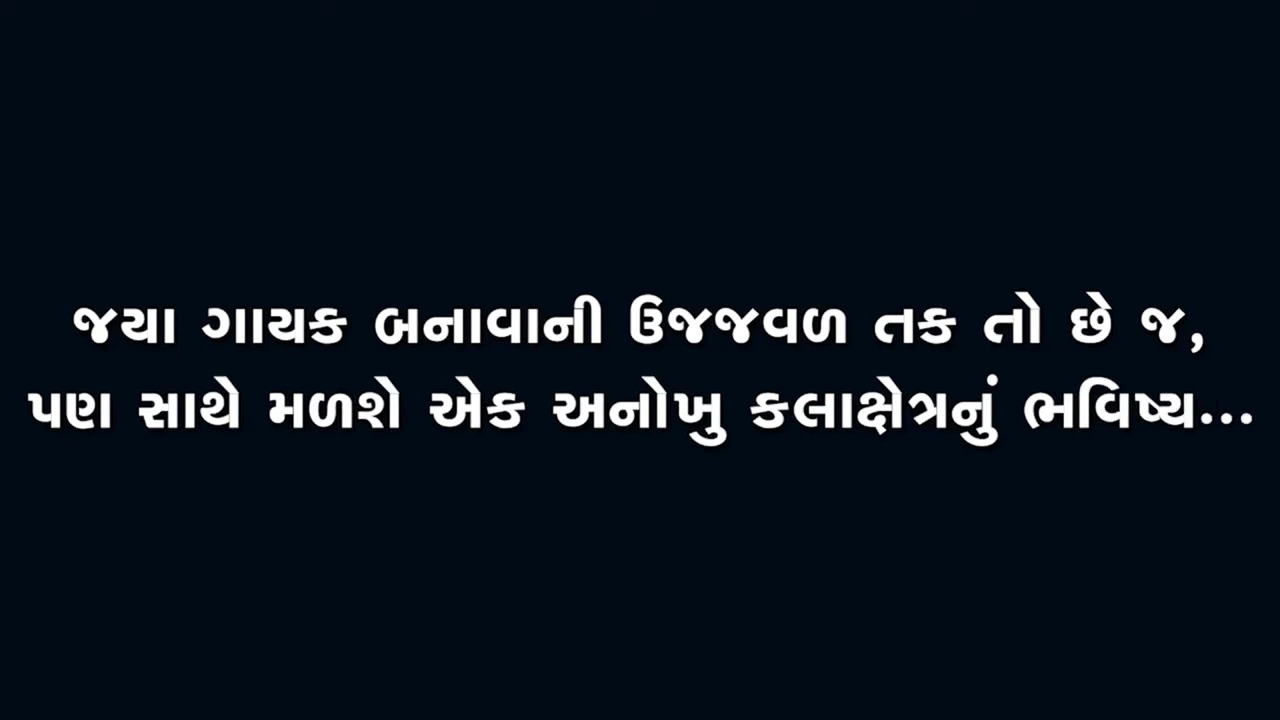 જયા ગાયક બનાવાની ઉજજવળ તક તો છે જ,
પણ સાથે મળશે એક અનોખુ કલાક્ષેત્રનું ભવિષ્ય...